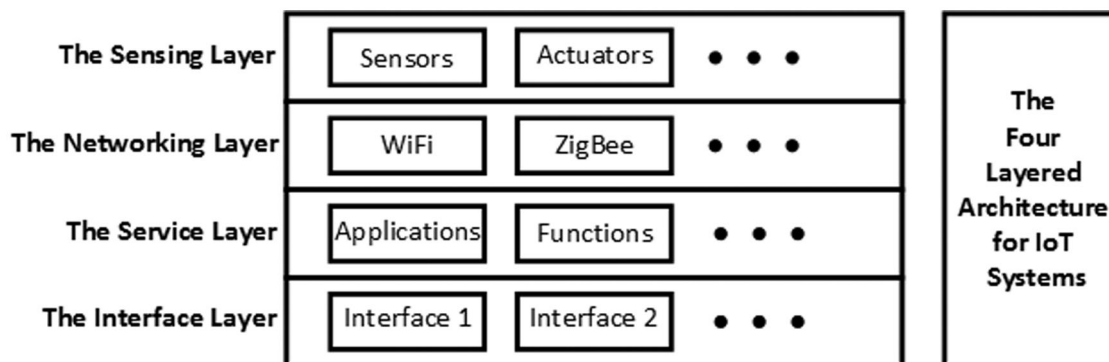 The Sensing Layer
Sensors
Actuators
The Networking Layer
WiFi
ZigBee
The Service Layer
Applications
Functions
The Interface Layer
Interface 1
Interface 2
The
Four
Layered
Architecture
for IoT
Systems